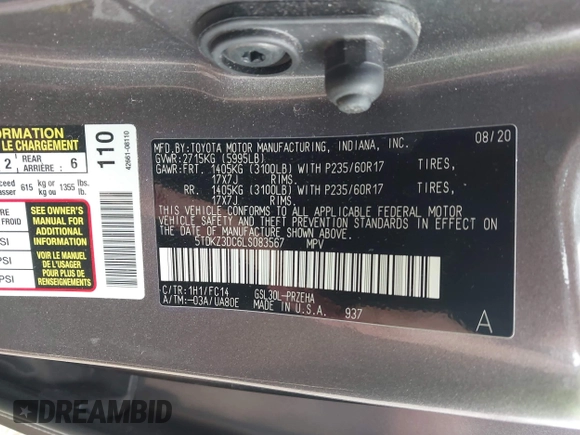 FORMATION
LE CHARGEMENT
2 REAR ARRIÈRE : 6
615 kg or kg ou 1355 lbs. lb.
110
42661-08110
SEE OWNER'S
MANUAL FOR
ADDITIONAL
INFORMATION
VOIR LE MANUEL
DE L'USAGER
POUR PLUS DE
RENSEIGNEMENTS
FROID
PSI
PSI
MFD.BY:TOYOTA MOTOR MANUFACTURING, INDIANA, INC. 08/20
GVWR:2715KG (5995LB)
GAWR:FRT. 1405KG (3100LB) WITH P235/60R17 TIRES,
17X7J RIMS
RR. 1405KG (3100LB) WITH P235/60R17 TIRES,
17X7J RIMS
THIS VEHICLE CONFORMS TO ALL APPLICABLE FEDERAL MOTOR
VEHICLE SAFETY AND THEFT PREVENTION STANDARDS IN EFFECT ON
THE DATE OF MANUFACTURE SHOWN ABOVE.
5TDKZ3DC6LS083567 MPV
C/TR:1H1/FC14 GSL30L-PRZEHA
A/TM:-03A/UA80E MADE IN U.S.A. 937
A
DREAMBID